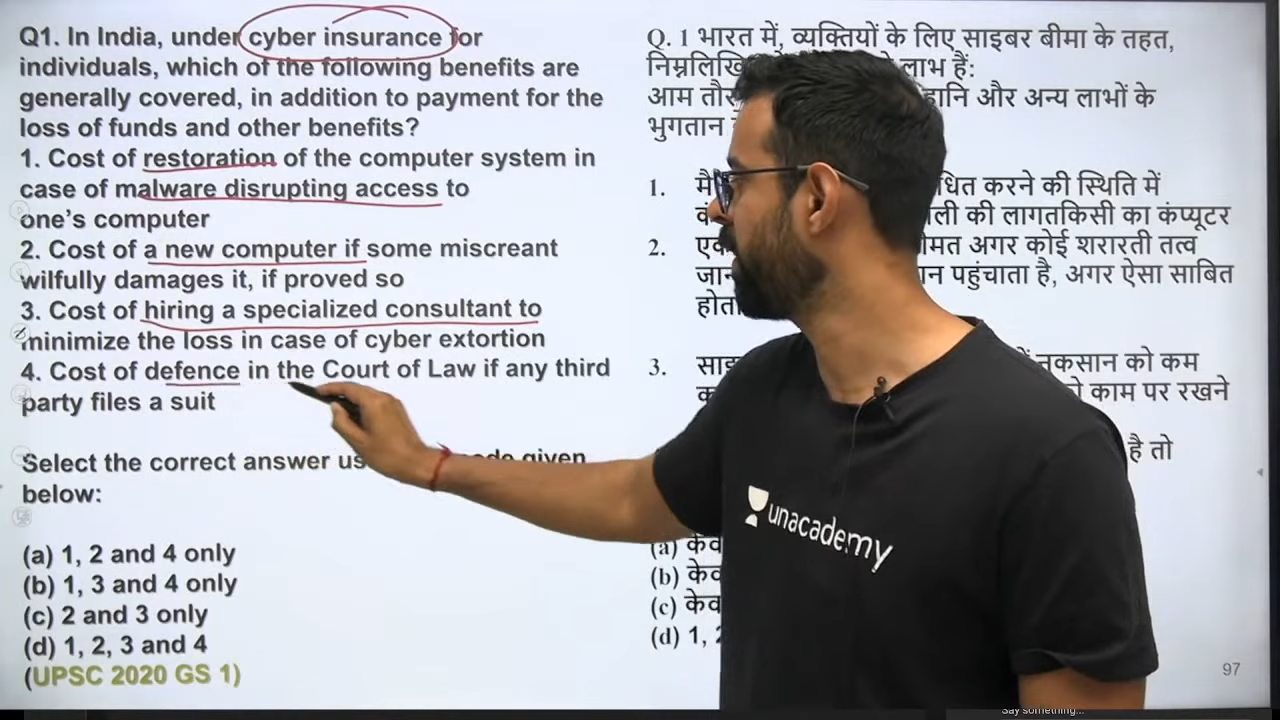 Q1. In India, under cyber insurance for
individuals, which of the following benefits are
generally covered, in addition to payment for the
loss of funds and other benefits?
1. Cost of restoration of the computer system in
case of malware disrupting access to
one's computer
2. Cost of a new computer if some miscreant
wilfully damages it, if proved so
3. Cost of hiring a specialized consultant to
minimize the loss in case of cyber extortion
4. Cost of defence in the Court of Law if any third
party files a suit
Select the correct answer given
below:
(a) 1, 2 and 4 only
(b) 1, 3 and 4 only
(c) 2 and 3 only
(d) 1, 2, 3 and 4
(UPSC 2020 GS 1)
Q. 1 भारत में, व्यक्तियों के लिए साइबर बीमा के तहत,
लाभ हैं:
आम और अन्य लाभों के
भुगतान
1. करने की स्थिति में
की लागतकिसी का कंप्यूटर
2. अगर कोई शरारती तत्व
पहुंचाता है, अगर ऐसा साबित
3. नुकसान को कम
को काम पर रखने
है तो
(a)
(b)
(c)
(d) 1,
unacademy
97
Say something...